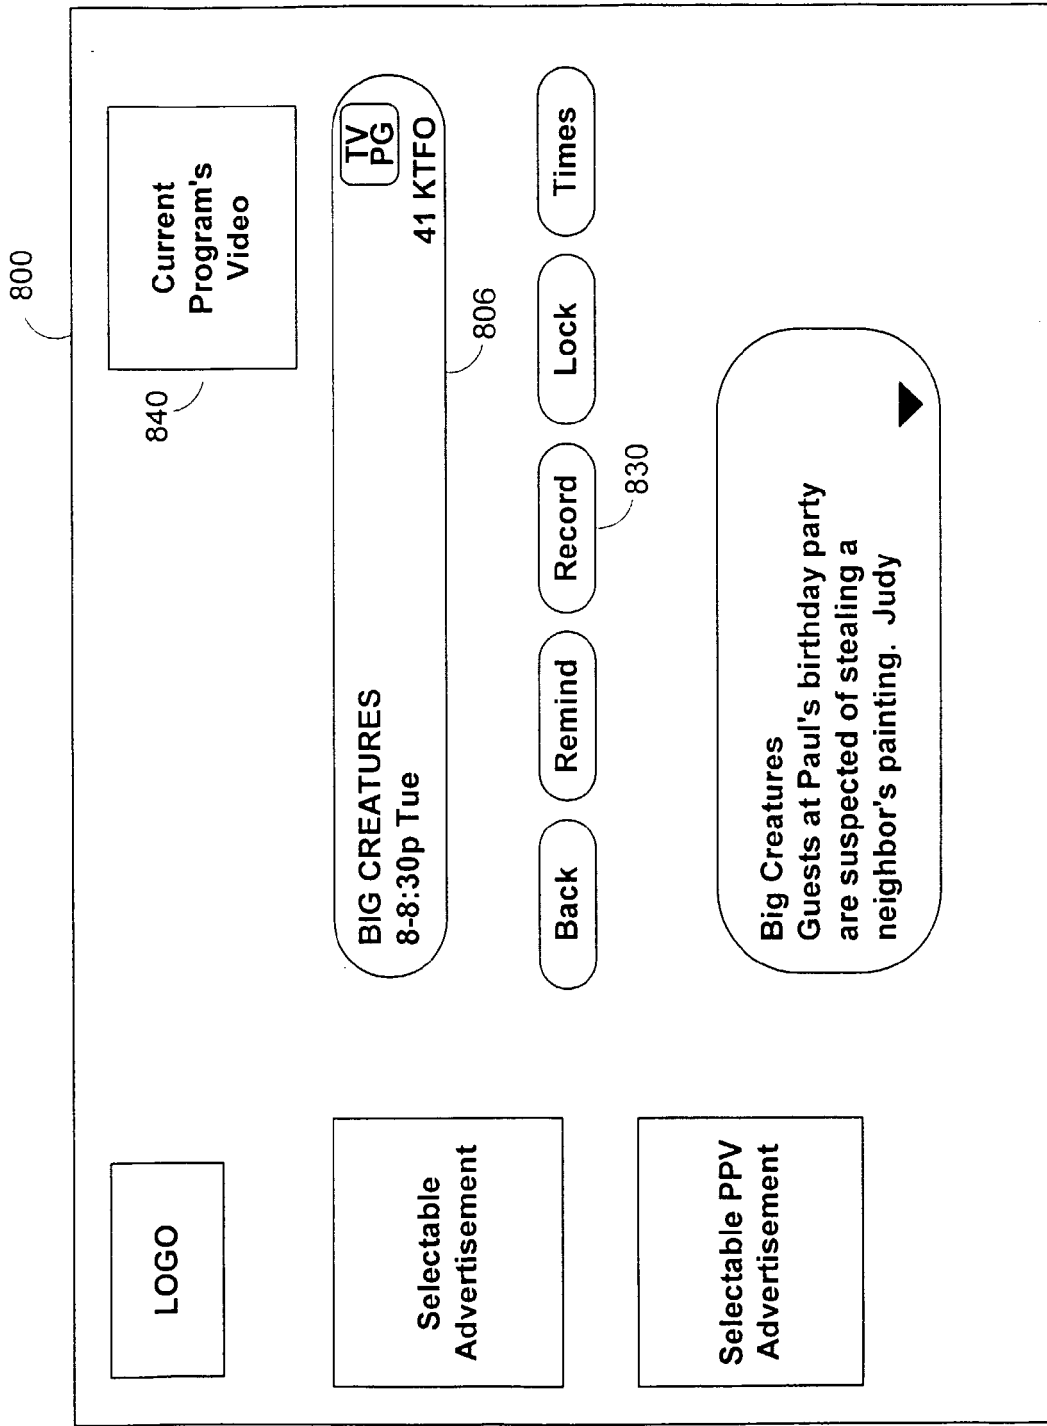 800
LOGO
840
Current
Program's
Video
BIG CREATURES
8-8:30p Tue
TV
PG
41 KTFO
806
Back
Remind
Record
Lock
Times
830
Selectable
Advertisement
Selectable PPV
Advertisement
Big Creatures
Guests at Paul's birthday party
are suspected of stealing a
neighbor's painting. Judy